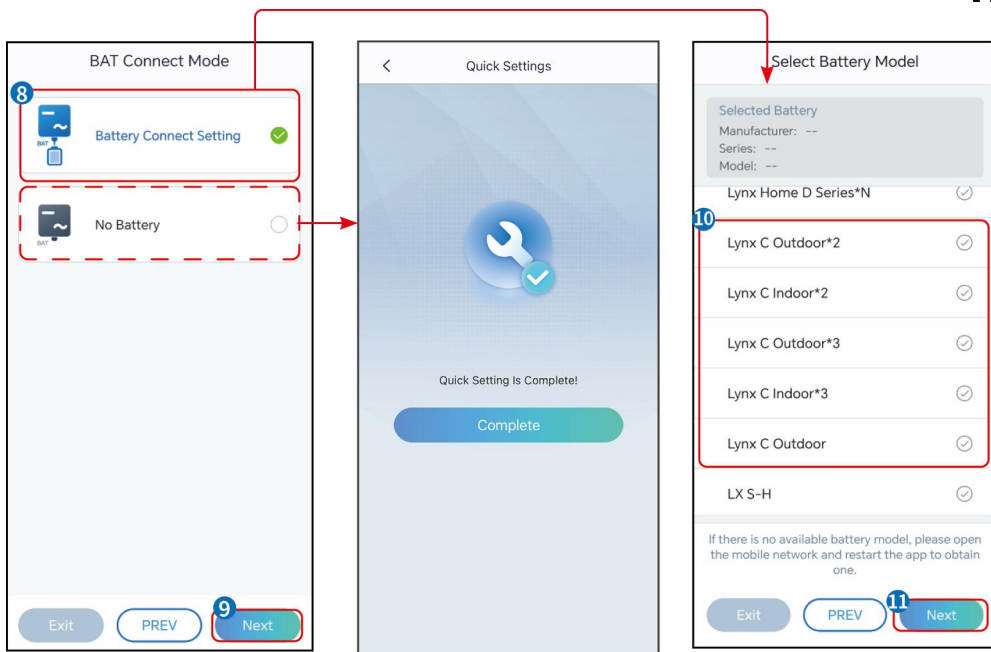 BAT Connect Mode
8
BAT
Battery Connect Setting
BAT
No Battery
9
Exit
PREV
Next
Quick Settings
Quick Setting Is Complete!
Complete
Select Battery Model
Selected Battery
Manufacturer: --
Series: --
Model: --
Lynx Home D Series*N
10
Lynx C Outdoor*2
Lynx C Indoor*2
Lynx C Outdoor*3
Lynx C Indoor*3
Lynx C Outdoor
LX S-H
If there is no available battery model, please open
the mobile network and restart the app to obtain
one.
11
Exit
PREV
Next